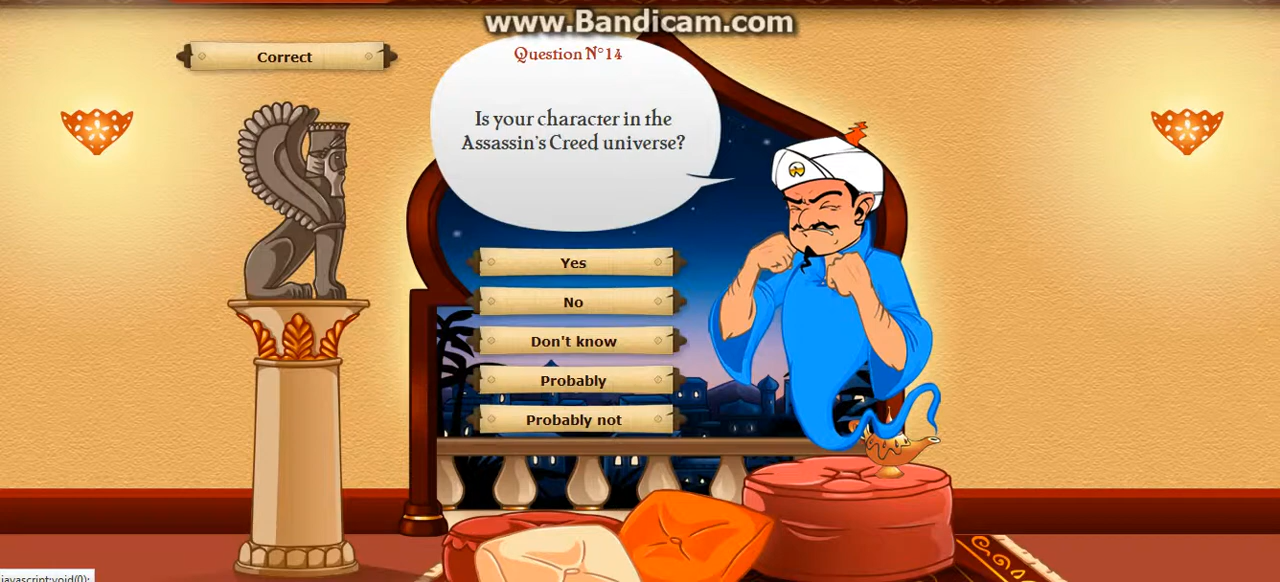 www.Bandicam.com
Correct
Question N°14
Is your character in the
Assassin's Creed universe?
Yes
No
Don't know
Probably
Probably not
javascript:void(0);